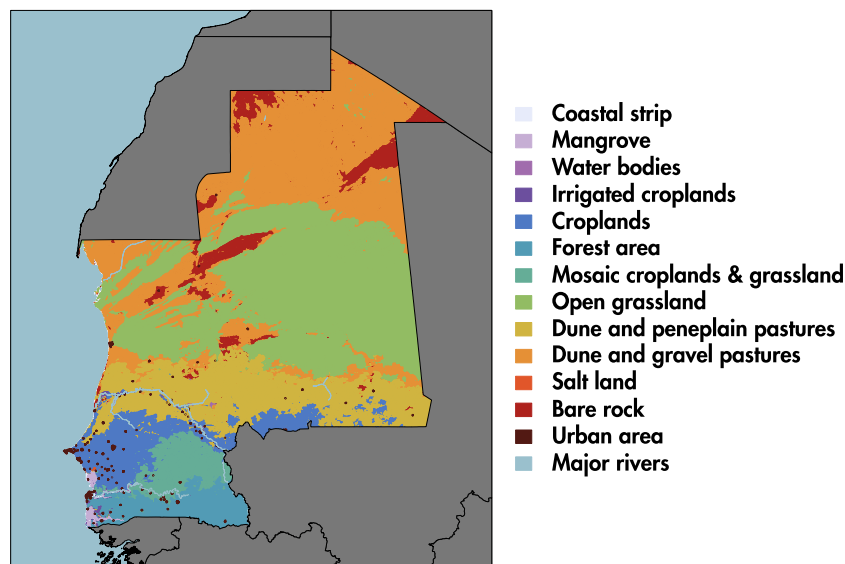 Coastal strip
Mangrove
Water bodies
Irrigated croplands
Croplands
Forest area
Mosaic croplands & grassland
Open grassland
Dune and peneplain pastures
Dune and gravel pastures
Salt land
Bare rock
Urban area
Major rivers